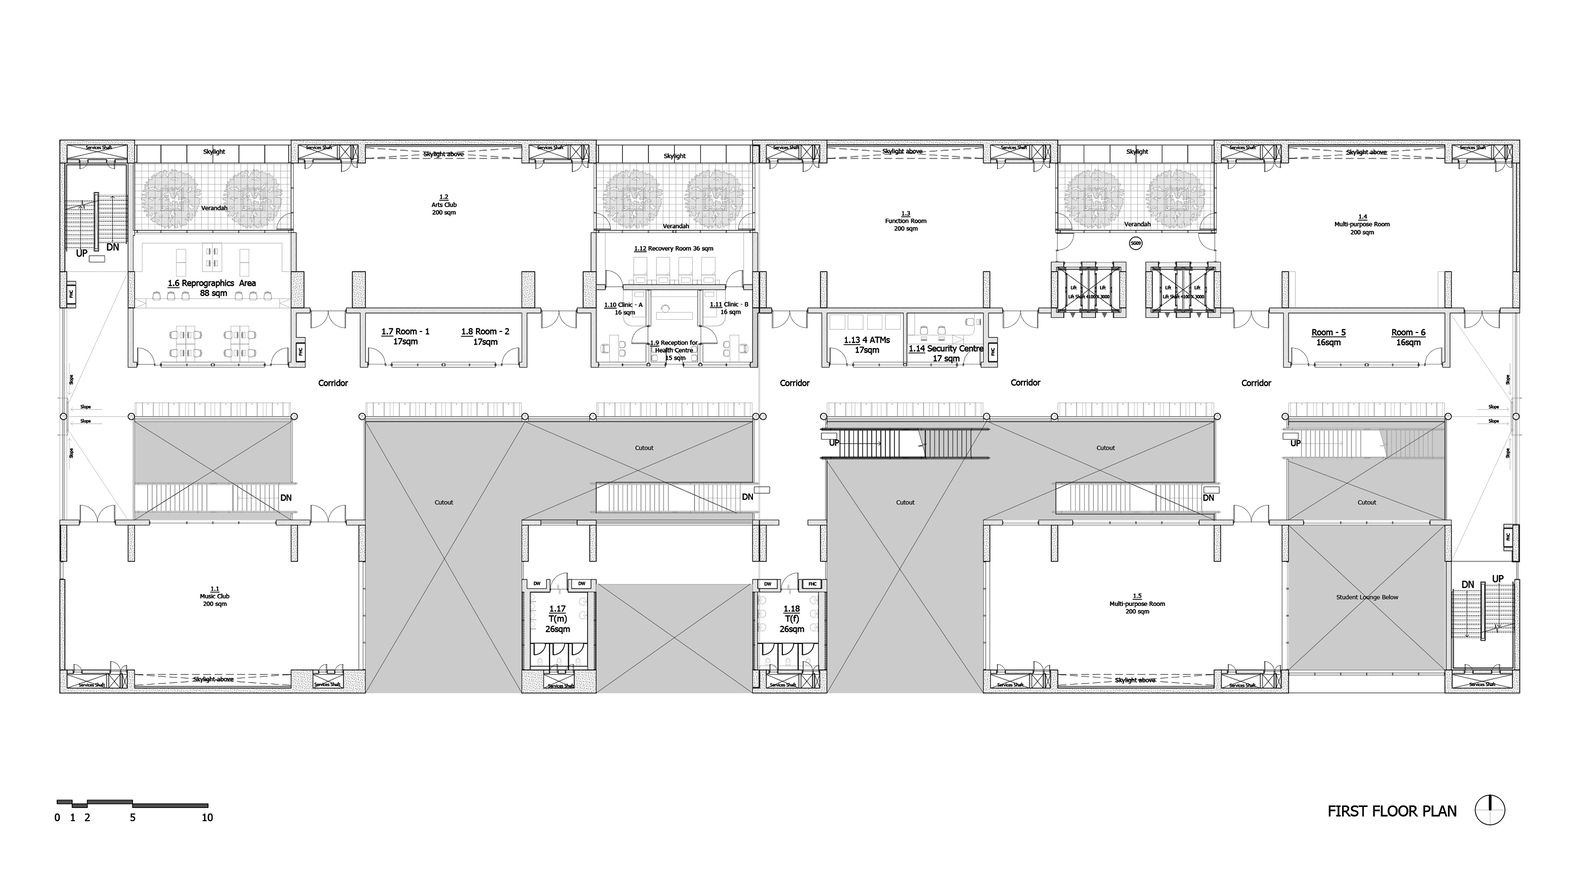 Services Shaft
Skylight
Services Shaft
Skylight above
Services Shaft
Skylight
Services Shaft
Skylight above
Services Shaft
Skylight
Services Shaft
Skylight above
Services Shaft
Verandah
1.2
Arts Club
200 sqm
Verandah
1.3
Function Room
200 sqm
Verandah
1.4
Multi-purpose Room
200 sqm
UP
DN
1.12 Recovery Room 36 sqm
SG09
FHC
1.6 Reprographics Area
88 sqm
1.10 Clinic - A
16 sqm
1.11 Clinic - B
16 sqm
Lift
Lift
Lift
Lift
1.7 Room - 1
17sqm
1.8 Room - 2
17sqm
1.9 Reception for
Health Centre
15 sqm
1.13 4 ATMs
17sqm
1.14 Security Centre
17 sqm
Room - 5
16sqm
Room - 6
16sqm
FHC
FHC
Corridor
Corridor
Corridor
Corridor
Slope
Slope
Slope
Slope
Slope
Slope
Slope
Slope
Cutout
UP
Cutout
UP
DN
Cutout
DN
Cutout
DN
Cutout
FHC
1.1
Music Club
200 sqm
DW
DW
DW
FHC
1.17
T(m)
26sqm
1.18
T(f)
26sqm
1.5
Multi-purpose Room
200 sqm
Student Lounge Below
DN
UP
Services Shaft
Skylight above
Services Shaft
Services Shaft
Services Shaft
Services Shaft
Skylight above
Services Shaft
Services Shaft
0 1 2 5 10
FIRST FLOOR PLAN